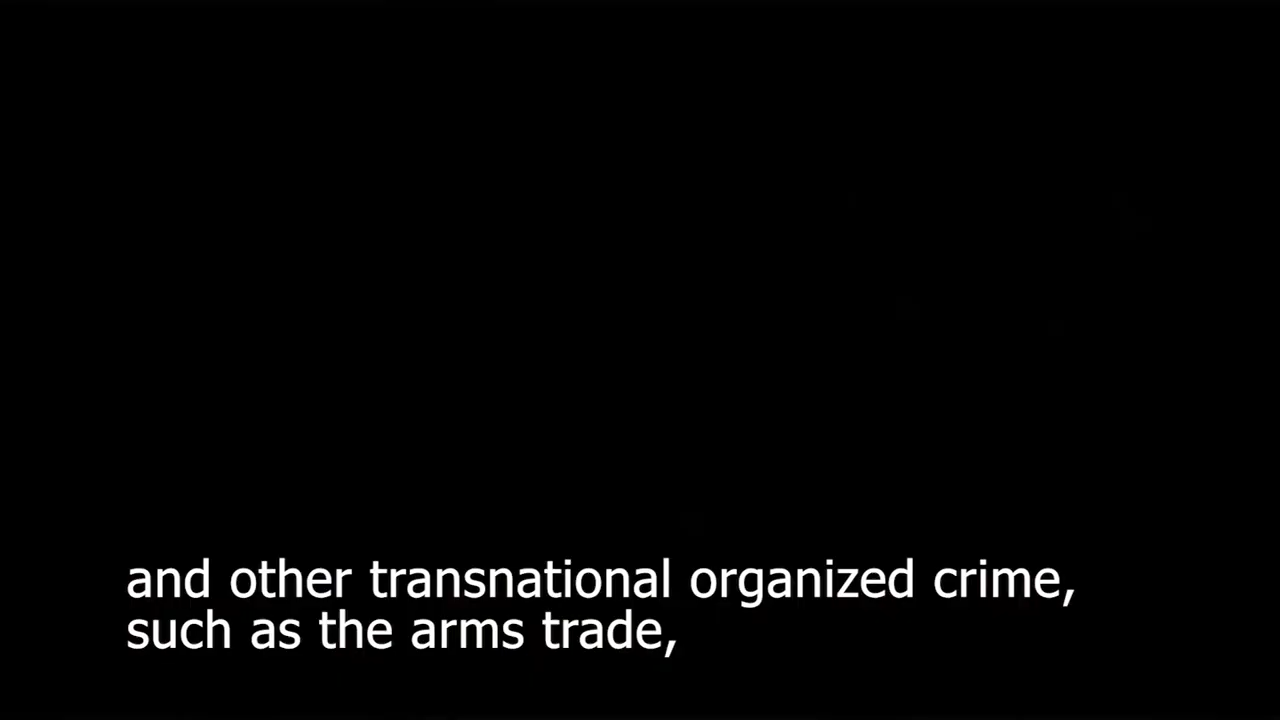 and other transnational organized crime,
such as the arms trade,